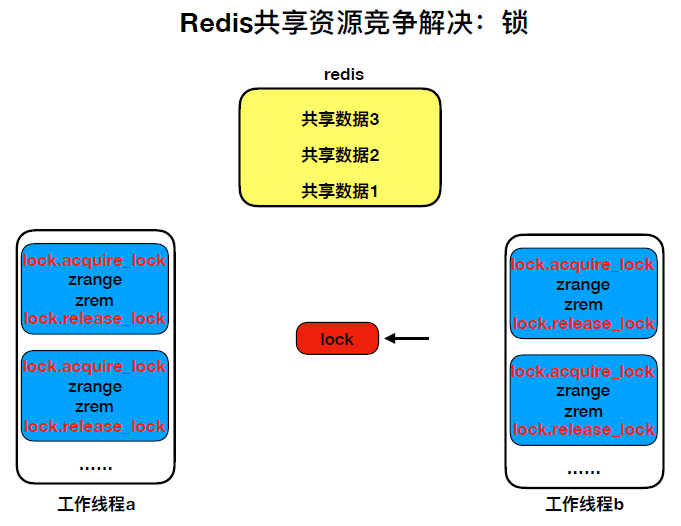 Redis共享资源竞争解决：锁
redis
共享数据3
共享数据2
共享数据1
lock.acquire_lock
zrange
zrem
lock.release_lock
lock.acquire_lock
zrange
zrem
lock.release_lock
……
工作线程a
lock
lock.acquire_lock
zrange
zrem
lock.release_lock
lock.acquire_lock
zrange
zrem
lock.release_lock
……
工作线程b